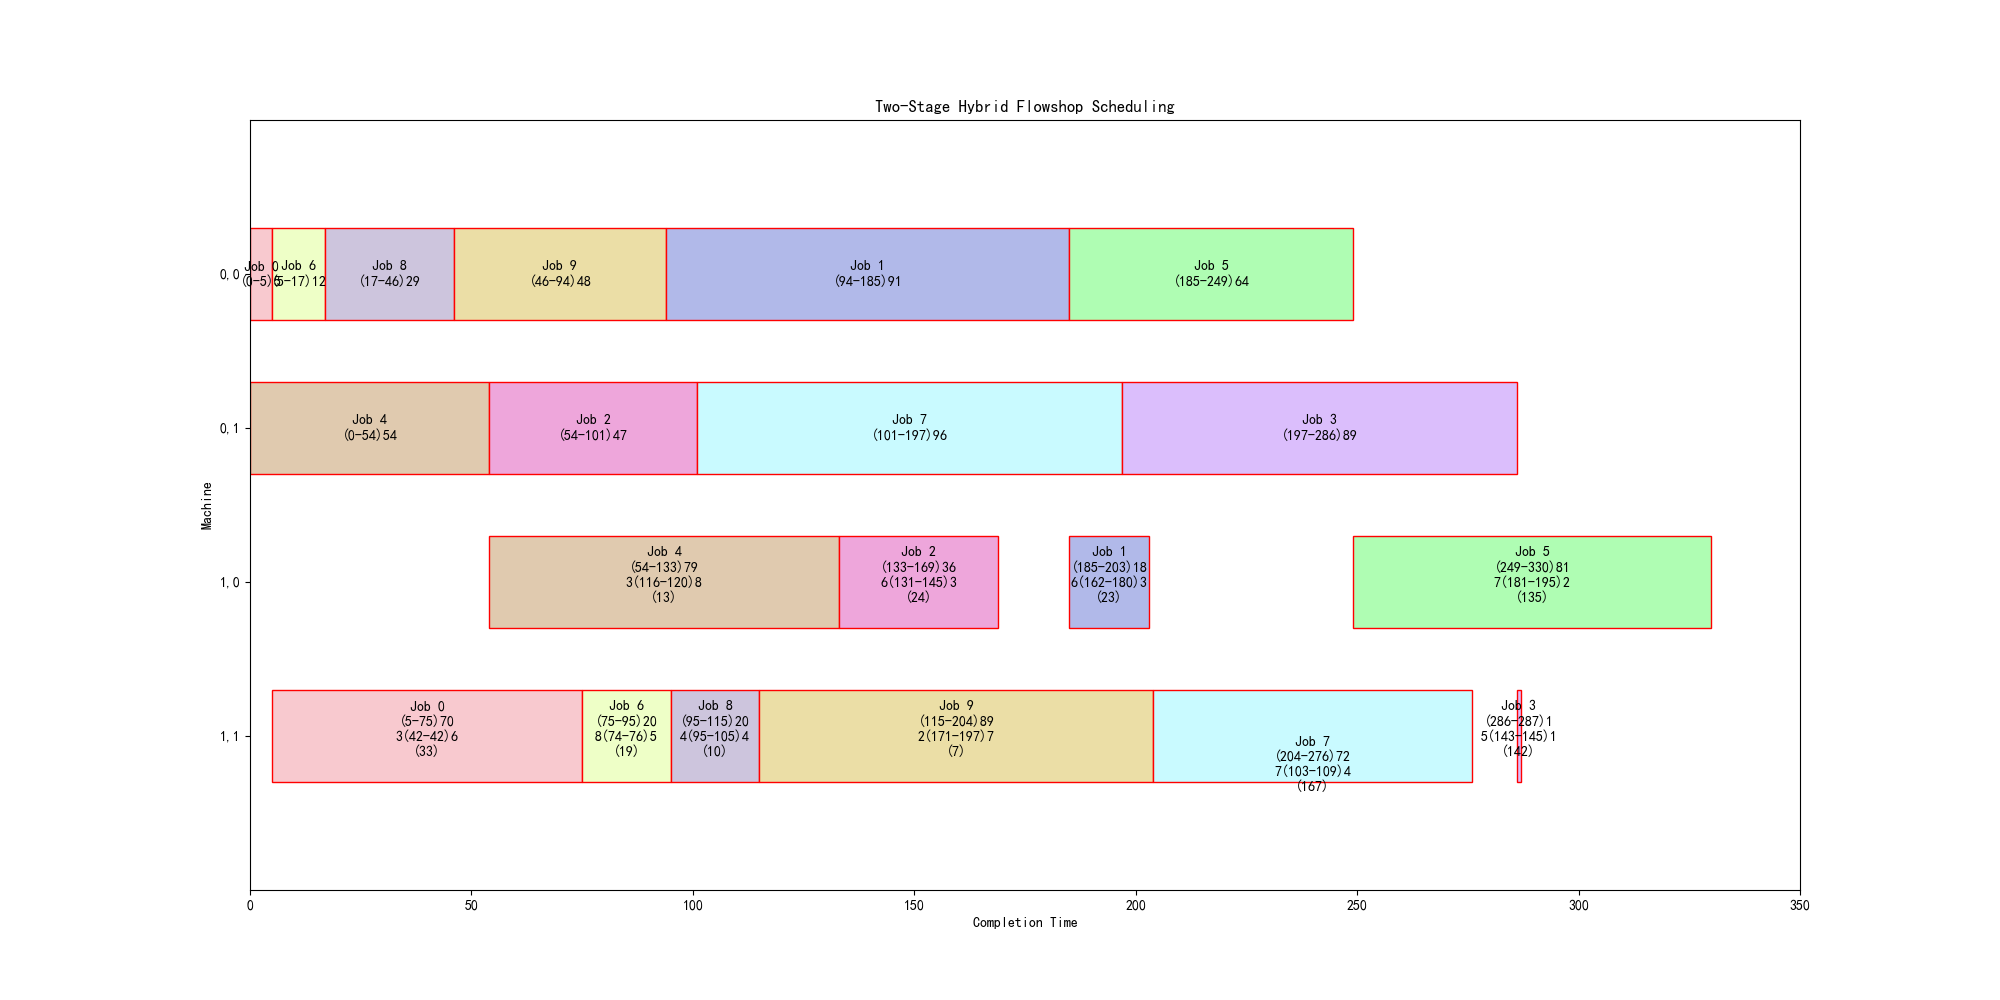 Two-Stage Hybrid Flowshop Scheduling
Machine
0,0
Job 0
(0-5)5
Job 6
(5-17)12
Job 8
(17-46)29
Job 9
(46-94)48
Job 1
(94-185)91
Job 5
(185-249)64
0,1
Job 4
(0-54)54
Job 2
(54-101)47
Job 7
(101-197)96
Job 3
(197-286)89
1,0
Job 4
(54-133)79
3(116-120)8
(13)
Job 2
(133-169)36
6(131-145)3
(24)
Job 1
(185-203)18
6(162-180)3
(23)
Job 5
(249-330)81
7(181-195)2
(135)
1,1
Job 0
(5-75)70
3(42-42)6
(33)
Job 6
(75-95)20
8(74-76)5
(19)
Job 8
(95-115)20
4(95-105)4
(10)
Job 9
(115-204)89
2(171-197)7
(7)
Job 7
(204-276)72
7(103-109)4
(167)
Job 3
(286-287)1
5(143-145)1
(142)
0 50 100 150 200 250 300 350
Completion Time